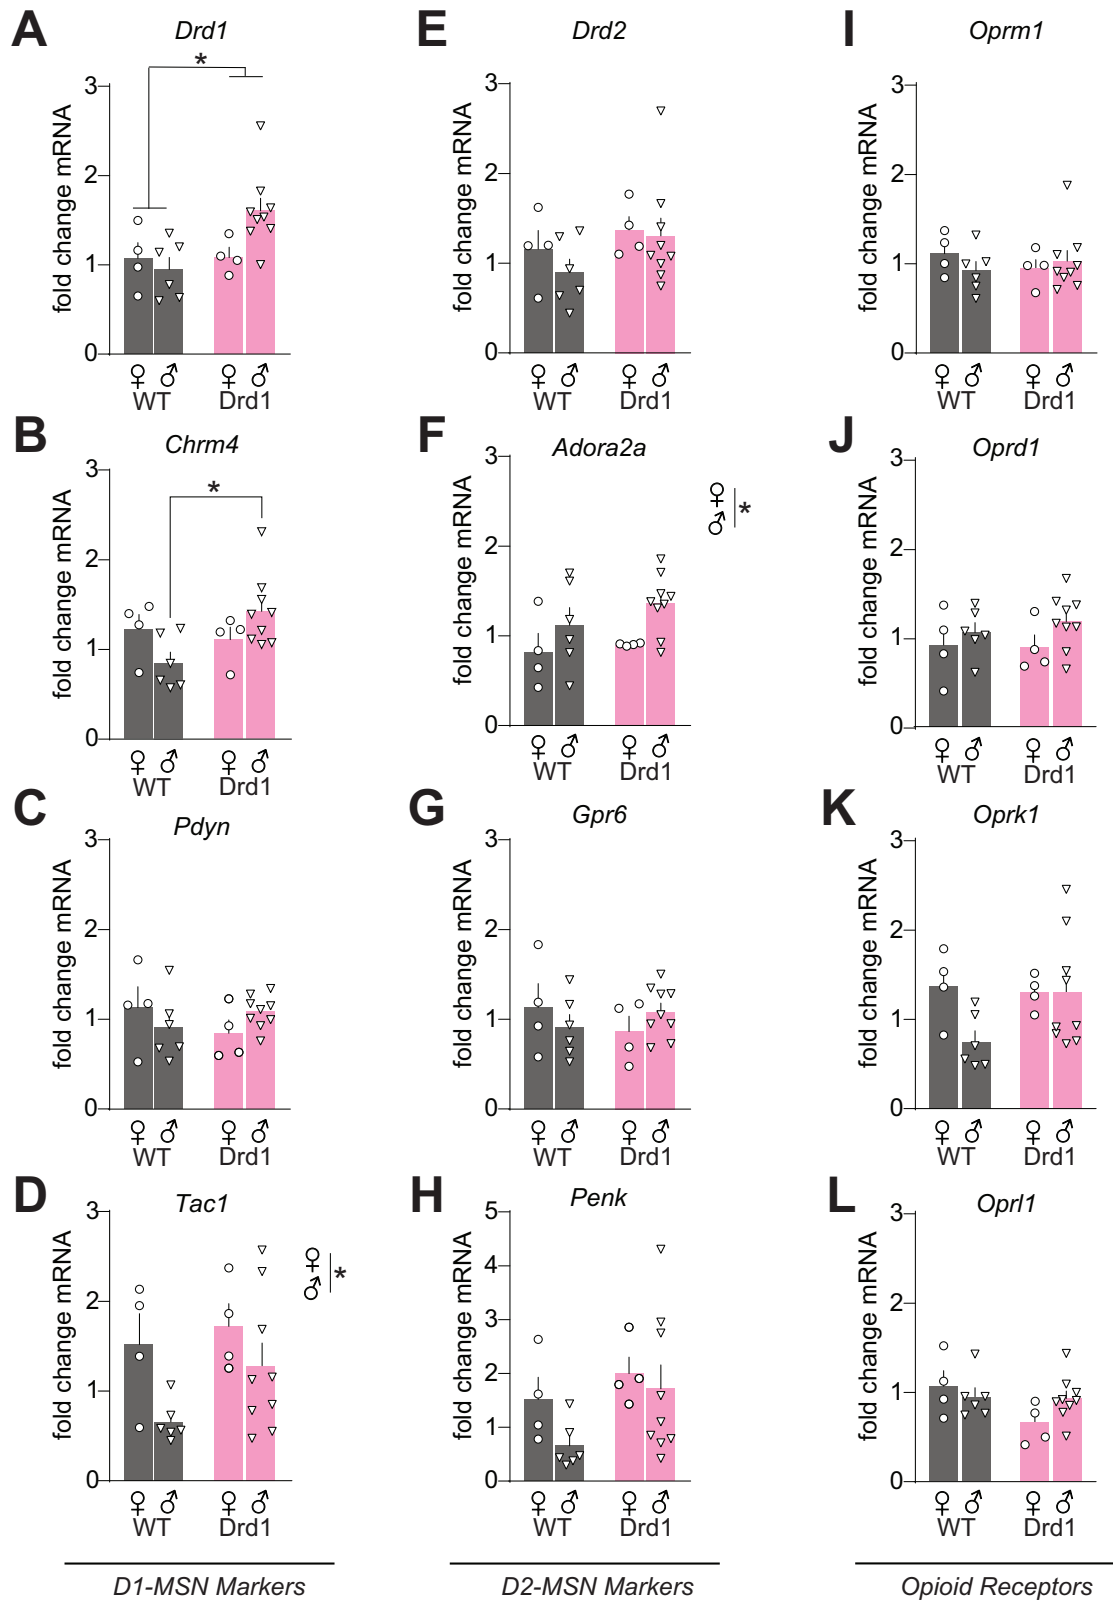 A
Drd1
*
fold change mRNA
3
2
1
0
♀ ♂ ♀ ♂
WT Drd1
E
Drd2
fold change mRNA
3
2
1
0
♀ ♂ ♀ ♂
WT Drd1
I
Oprm1
fold change mRNA
3
2
1
0
♀ ♂ ♀ ♂
WT Drd1
B
Chrm4
*
fold change mRNA
3
2
1
0
♀ ♂ ♀ ♂
WT Drd1
F
Adora2a
fold change mRNA
3
2
1
0
♀
♂
*
♀ ♂ ♀ ♂
WT Drd1
J
Oprd1
fold change mRNA
3
2
1
0
♀ ♂ ♀ ♂
WT Drd1
C
Pdyn
fold change mRNA
3
2
1
0
♀ ♂ ♀ ♂
WT Drd1
G
Gpr6
fold change mRNA
3
2
1
0
♀ ♂ ♀ ♂
WT Drd1
K
Oprk1
fold change mRNA
3
2
1
0
♀ ♂ ♀ ♂
WT Drd1
D
Tac1
fold change mRNA
3
2
1
0
♀
♂
*
♀ ♂ ♀ ♂
WT Drd1
H
Penk
fold change mRNA
5
4
3
2
1
0
♀ ♂ ♀ ♂
WT Drd1
L
Oprl1
fold change mRNA
3
2
1
0
♀ ♂ ♀ ♂
WT Drd1
D1-MSN Markers
D2-MSN Markers
Opioid Receptors